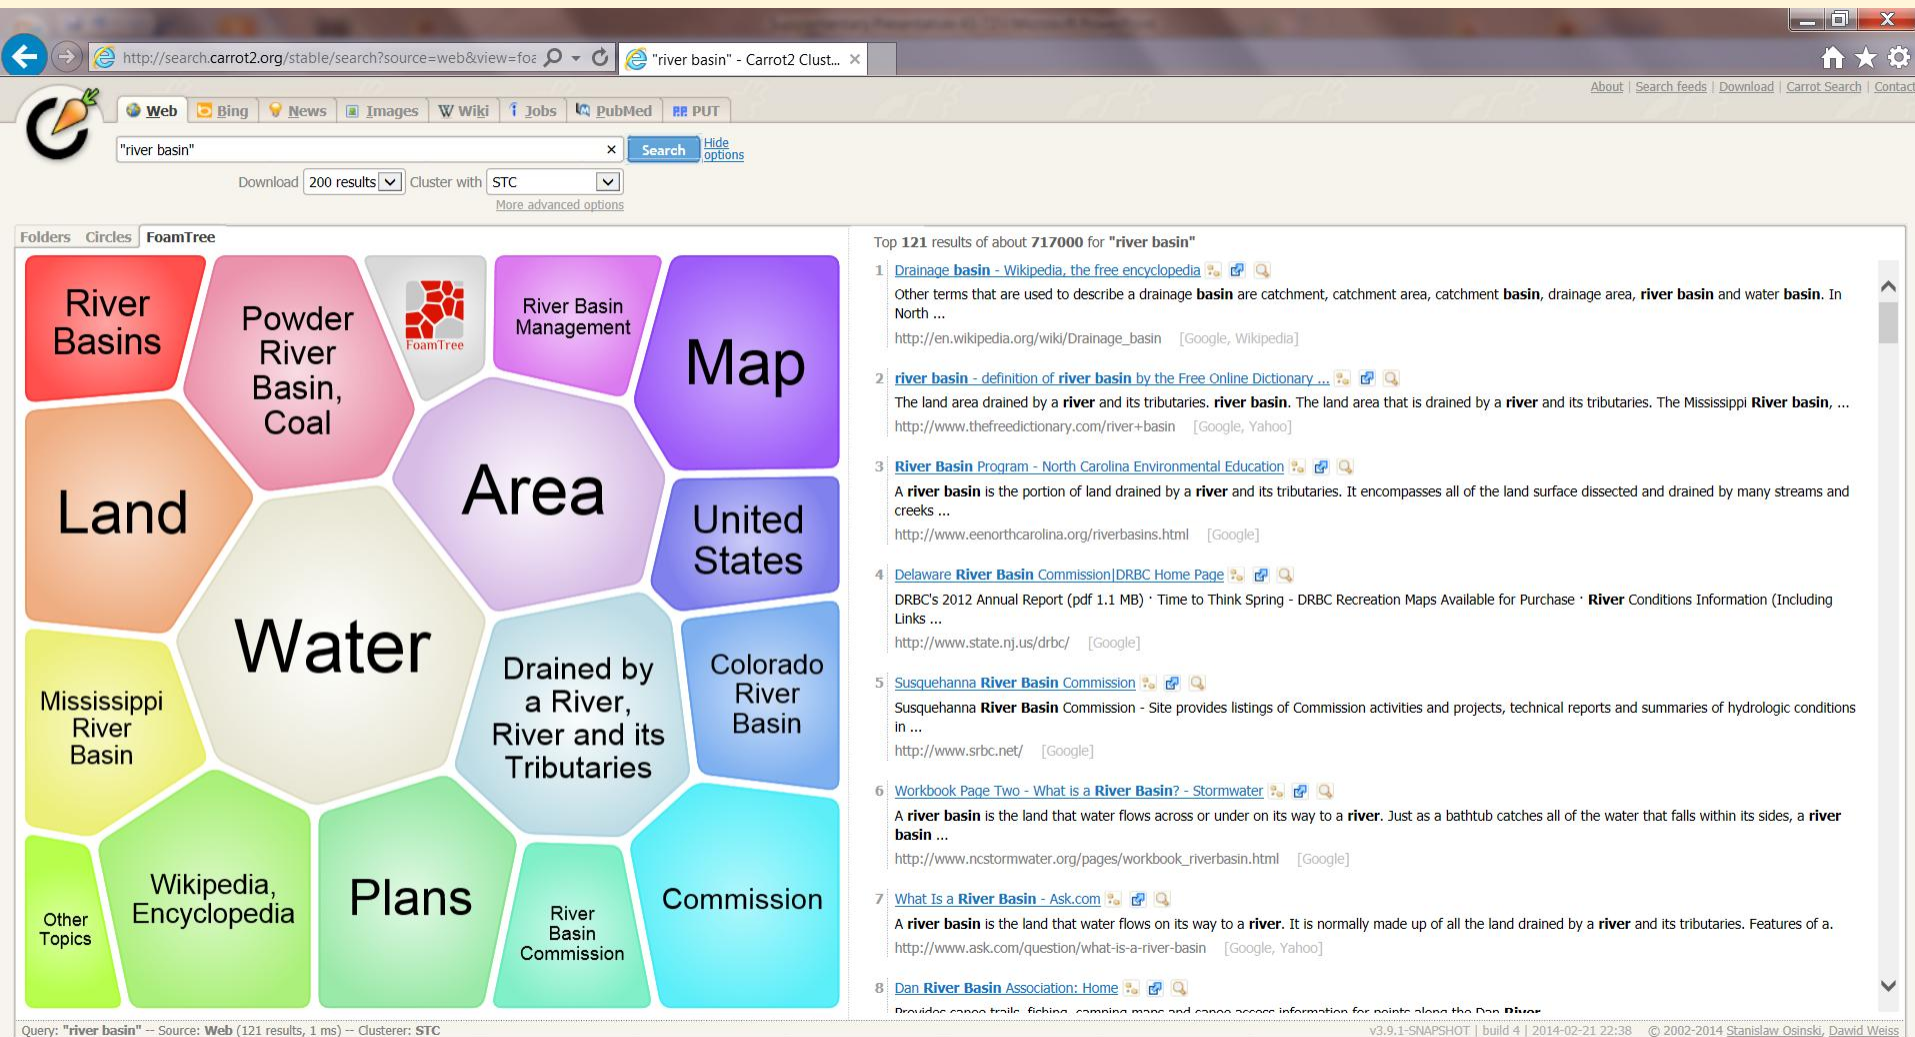 http://search.carrot2.org/stable/search?source=web&view=foa
"river basin" - Carrot2 Clust...
About | Search feeds | Download | Carrot Search | Contact
Web
Bing
News
Images
Wiki
Jobs
PubMed
PUT
"river basin"
Search
Hide
options
Download 200 results Cluster with STC
More advanced options
Folders Circles FoamTree
River
Basins
Powder
River
Basin,
Coal
FoamTree
River Basin
Management
Map
Land
Area
United
States
Water
Mississippi
River
Basin
Drained by
a River,
River and its
Tributaries
Colorado
River
Basin
Other
Topics
Wikipedia,
Encyclopedia
Plans
River
Basin
Commission
Commission
Top 121 results of about 717000 for "river basin"
1 Drainage basin - Wikipedia, the free encyclopedia
Other terms that are used to describe a drainage basin are catchment, catchment area, catchment basin, drainage area, river basin and water basin. In
North ...
http://en.wikipedia.org/wiki/Drainage_basin [Google, Wikipedia]
2 river basin - definition of river basin by the Free Online Dictionary ...
The land area drained by a river and its tributaries. river basin. The land area that is drained by a river and its tributaries. The Mississippi River basin, ...
http://www.thefreedictionary.com/river+basin [Google, Yahoo]
3 River Basin Program - North Carolina Environmental Education
A river basin is the portion of land drained by a river and its tributaries. It encompasses all of the land surface dissected and drained by many streams and
creeks ...
http://www.eenorthcarolina.org/riverbasins.html [Google]
4 Delaware River Basin Commission|DRBC Home Page
DRBC's 2012 Annual Report (pdf 1.1 MB) · Time to Think Spring - DRBC Recreation Maps Available for Purchase · River Conditions Information (Including
Links ...
http://www.state.nj.us/drbc/ [Google]
5 Susquehanna River Basin Commission
Susquehanna River Basin Commission - Site provides listings of Commission activities and projects, technical reports and summaries of hydrologic conditions
in ...
http://www.srbc.net/ [Google]
6 Workbook Page Two - What is a River Basin? - Stormwater
A river basin is the land that water flows across or under on its way to a river. Just as a bathtub catches all of the water that falls within its sides, a river
basin ...
http://www.ncstormwater.org/pages/workbook_riverbasin.html [Google]
7 What Is a River Basin - Ask.com
A river basin is the land that water flows on its way to a river. It is normally made up of all the land drained by a river and its tributaries. Features of a.
http://www.ask.com/question/what-is-a-river-basin [Google, Yahoo]
8 Dan River Basin Association: Home
Provides canoe trails, fishing, camping maps and canoe access information for points along the Dan River.
Query: "river basin" -- Source: Web (121 results, 1 ms) -- Clusterer: STC
v3.9.1-SNAPSHOT | build 4 | 2014-02-21 22:38 © 2002-2014 Stanislaw Osinski, Dawid Weiss